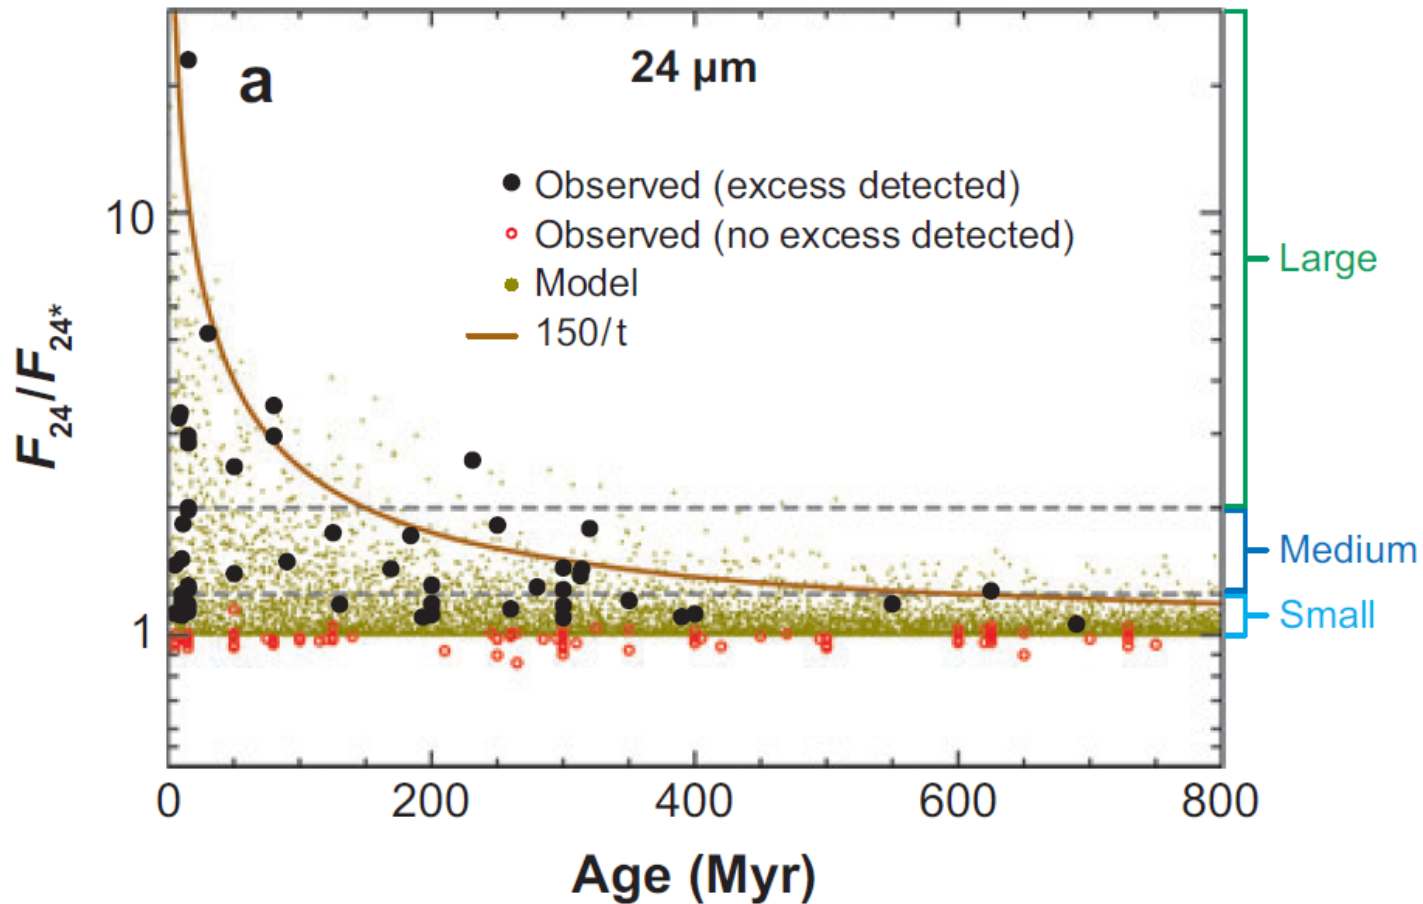 a
24 μm
Observed (excess detected)
Observed (no excess detected)
Model
150/t
10
1
F24/F24*
0
200
400
600
800
Age (Myr)
Large
Medium
Small